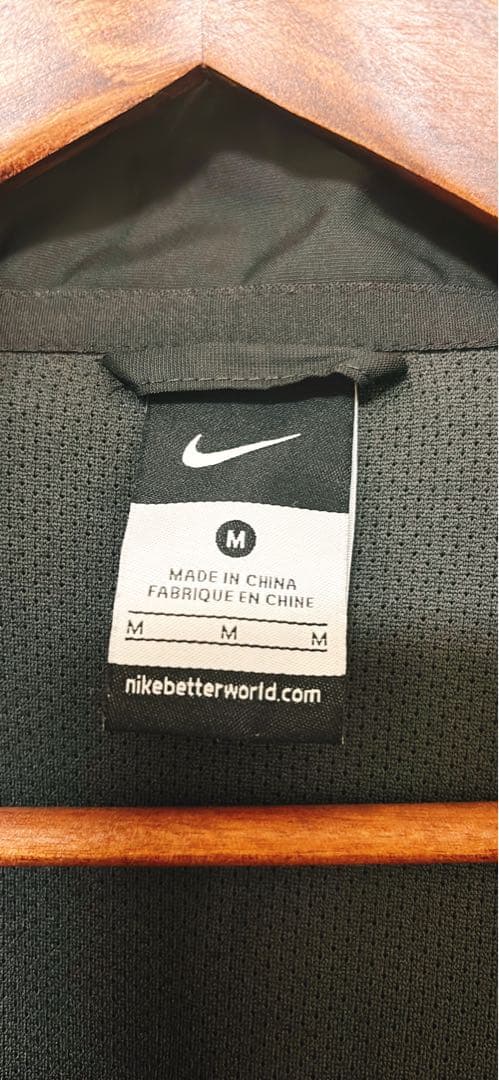 M
MADE IN CHINA
FABRIQUE EN CHINE
M M M
nikebetterworld.com